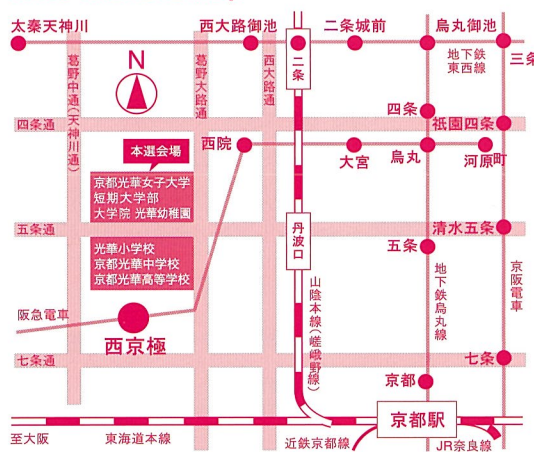 太秦天神川
西大路御池
二条城前
烏丸御池
三条
地下鉄
東西線
二条
葛野中通(天神川通)
葛野大路通
西大路通
N
四条通
四条
祇園四条
本選会場
西院
大宮
烏丸
河原町
京都光華女子大学
短期大学部
大学院 光華幼稚園
五条通
清水五条
丹波口
五条
光華小学校
京都光華中学校
京都光華高等学校
山陰本線(嵯峨野線)
地下鉄烏丸線
京阪電車
阪急電車
西京極
七条通
七条
京都
京都駅
至大阪
東海道本線
近鉄京都線
JR奈良線